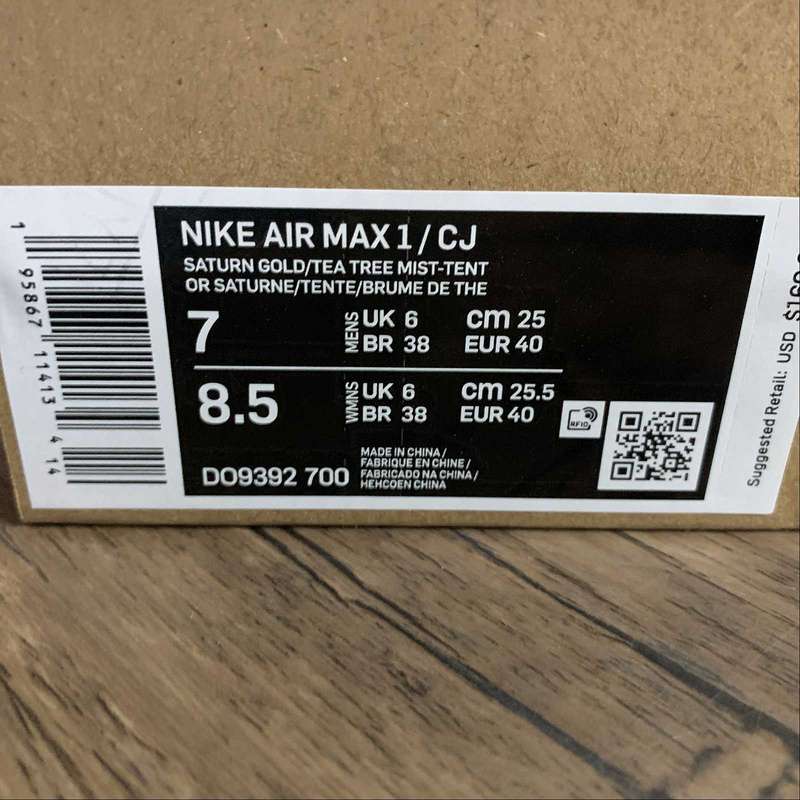 NIKE AIR MAX 1 / CJ
SATURN GOLD/TEA TREE MIST-TENT
OR SATURNE/TENTE/BRUME DE THE
7 MENS UK 6 cm 25
BR 38 EUR 40
8.5 WMNS UK 6 cm 25.5
BR 38 EUR 40
DO9392 700
MADE IN CHINA /
FABRIQUE EN CHINE /
FABRICADO NA CHINA /
HEHCOEN CHINA
RFID
1 95867 11413 4 14
Suggested Retail: USD